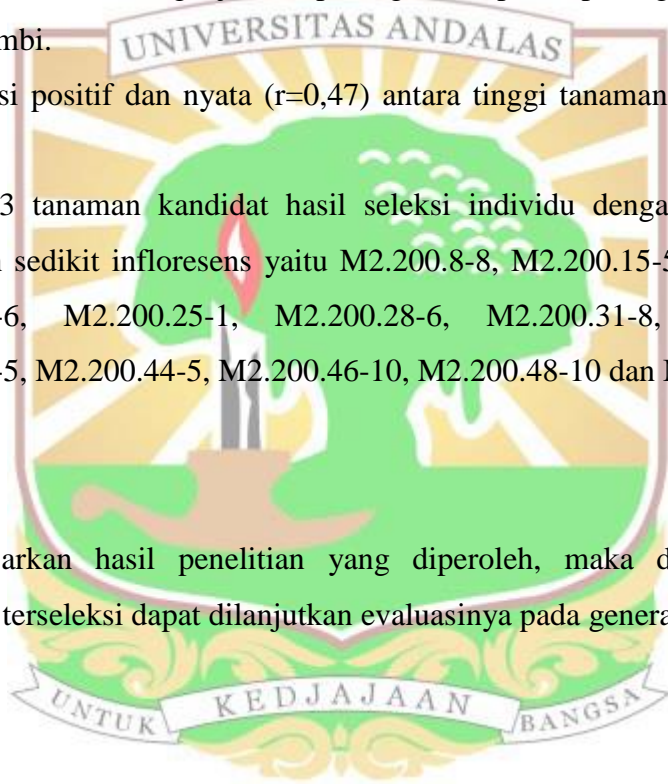 mbi.
UNIVERSITAS ANDALAS
si positif dan nyata (r=0,47) antara tinggi tanaman
3 tanaman kandidat hasil seleksi individu denga
sedikit infloresens yaitu M2.200.8-8, M2.200.15-5
-6, M2.200.25-1, M2.200.28-6, M2.200.31-8,
-5, M2.200.44-5, M2.200.46-10, M2.200.48-10 dan
arkan hasil penelitian yang diperoleh, maka d
terseleksi dapat dilanjutkan evaluasinya pada genera
UNTUK KEDJAJAAN BANGSA